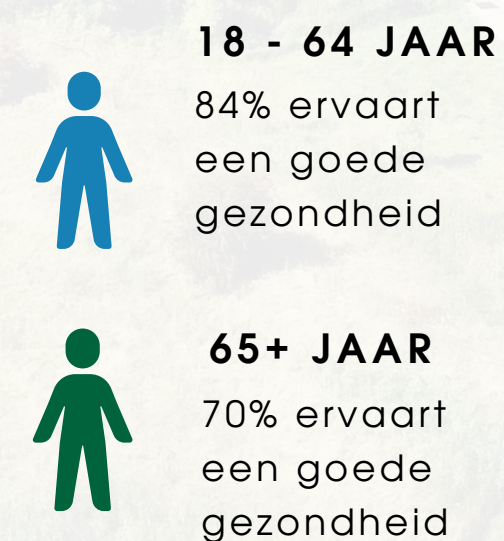 18 - 64 JAAR
84% ervaart
een goede
gezondheid
65+ JAAR
70% ervaart
een goede
gezondheid